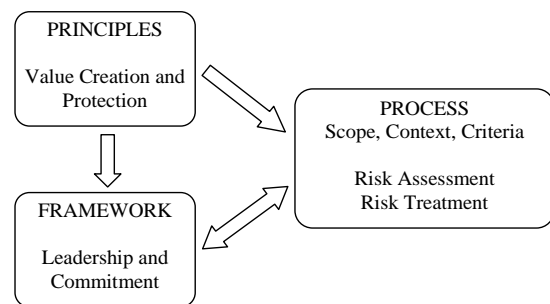 PRINCIPLES
Value Creation and
Protection
PROCESS
Scope, Context, Criteria
Risk Assessment
Risk Treatment
FRAMEWORK
Leadership and
Commitment